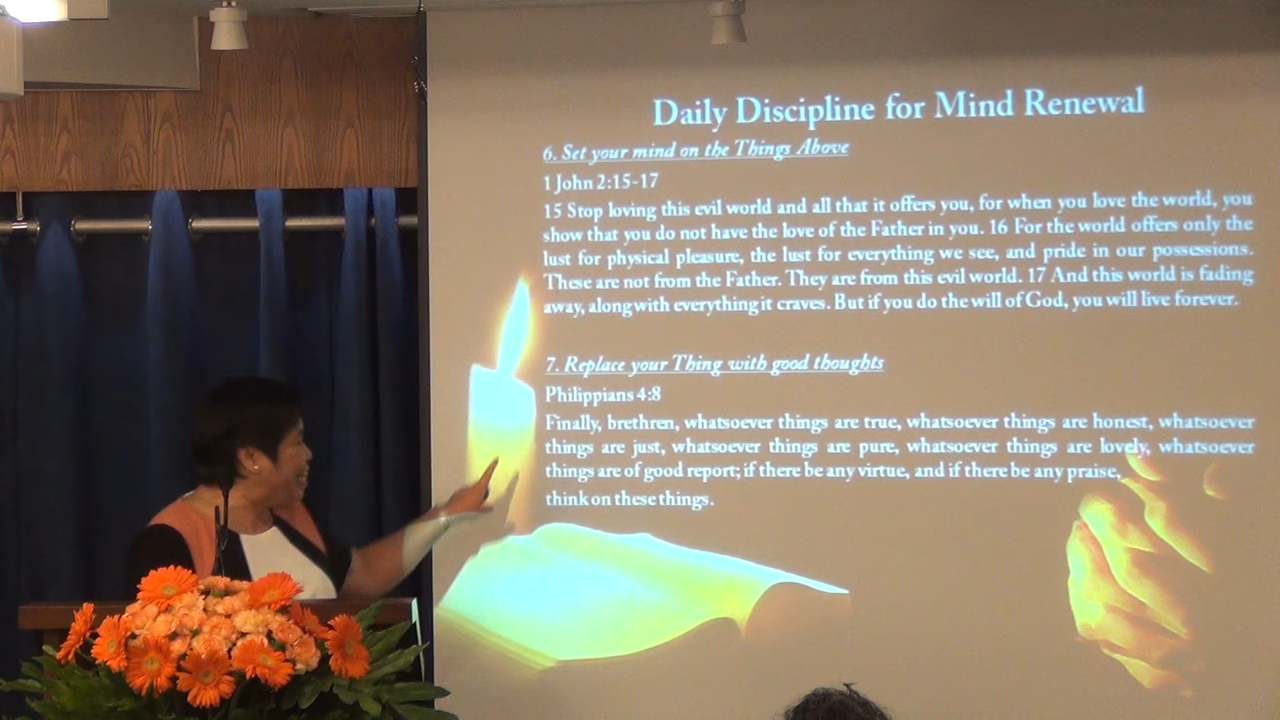 Daily Discipline for Mind Renewal
6. Set your mind on the Things Above
1 John 2:15-17
15 Stop loving this evil world and all that it offers you, for when you love the world, you
show that you do not have the love of the Father in you. 16 For the world offers only the
lust for physical pleasure, the lust for everything we see, and pride in our possessions.
These are not from the Father. They are from this evil world. 17 And this world is fading
away, along with everything it craves. But if you do the will of God, you will live forever.
7. Replace your Thing with good thoughts
Philippians 4:8
Finally, brethren, whatsoever things are true, whatsoever things are honest, whatsoever
things are just, whatsoever things are pure, whatsoever things are lovely, whatsoever
things are of good report; if there be any virtue, and if there be any praise,
think on these things.